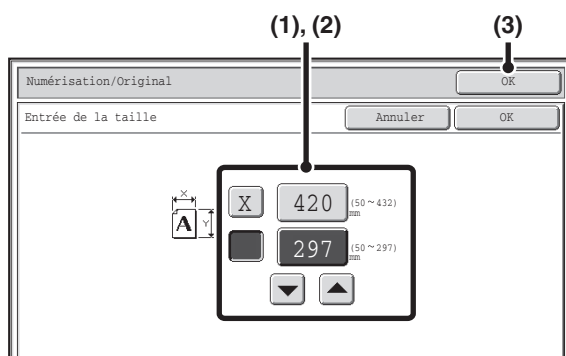 (1), (2) (3)
Numérisation/Original OK
Entrée de la taille Annuler OK
X
A Y
X 420 (50~432)
mm
297 (50~297)
mm